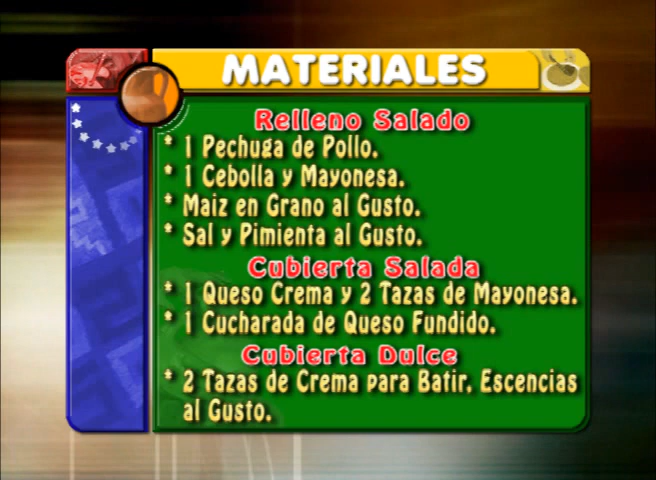 MATERIALES
Relleno Salado
* 1 Pechuga de Pollo.
* 1 Cebolla y Mayonesa.
* Maiz en Grano al Gusto.
* Sal y Pimienta al Gusto.
Cubierta Salada
* 1 Queso Crema y 2 Tazas de Mayonesa.
* 1 Cucharada de Queso Fundido.
Cubierta Dulce
* 2 Tazas de Crema para Batir, Escencias
al Gusto.